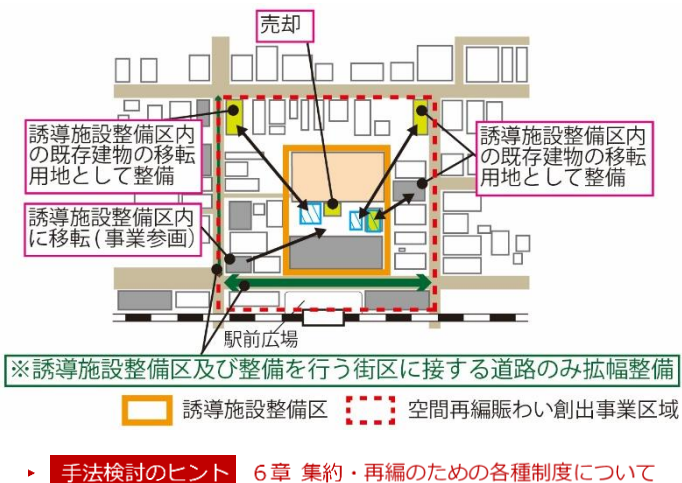 売却
誘導施設整備区内
の既存建物の移転
用地として整備
誘導施設整備区内
の既存建物の移転
用地として整備
誘導施設整備区内
に移転(事業参画)
駅前広場
※誘導施設整備区及び整備を行う街区に接する道路のみ拡幅整備
誘導施設整備区 空間再編賑わい創出事業区域
手法検討のヒント 6章 集約・再編のための各種制度について